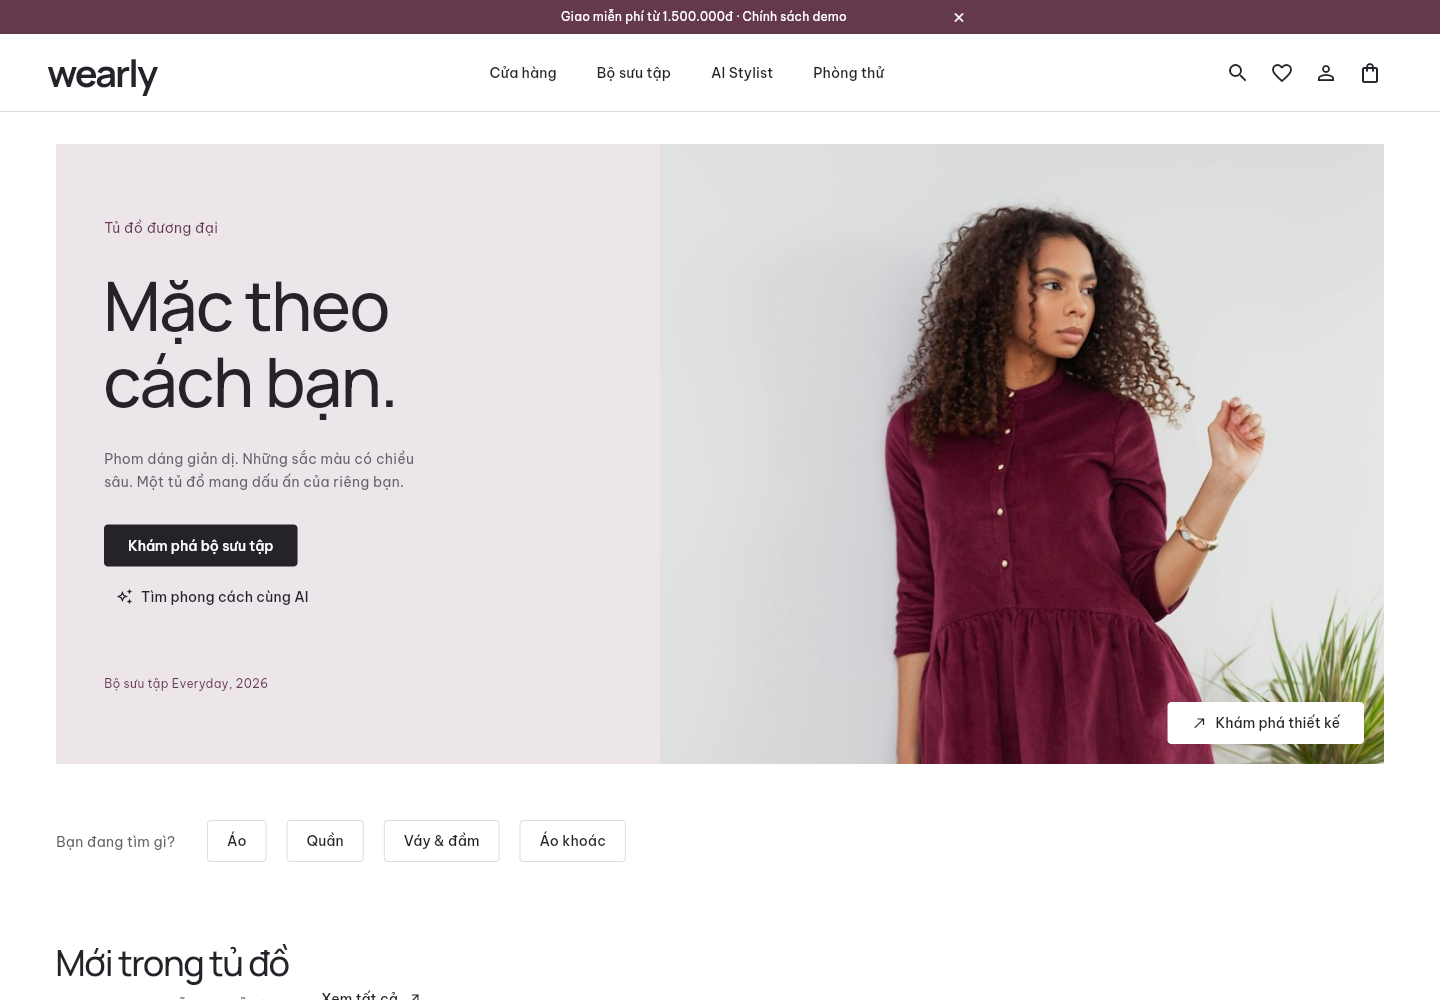 Giao miễn phí từ 1.500.000đ · Chính sách demo
wearly
Cửa hàng
Bộ sưu tập
AI Stylist
Phòng thử
Tủ đồ đương đại
Mặc theo
cách bạn.
Phom dáng giản dị. Những sắc màu có chiều
sâu. Một tủ đồ mang dấu ấn của riêng bạn.
Khám phá bộ sưu tập
Tìm phong cách cùng AI
Bộ sưu tập Everyday, 2026
Khám phá thiết kế
Bạn đang tìm gì?
Áo
Quần
Váy & đầm
Áo khoác
Mới trong tủ đồ
Xem tất cả